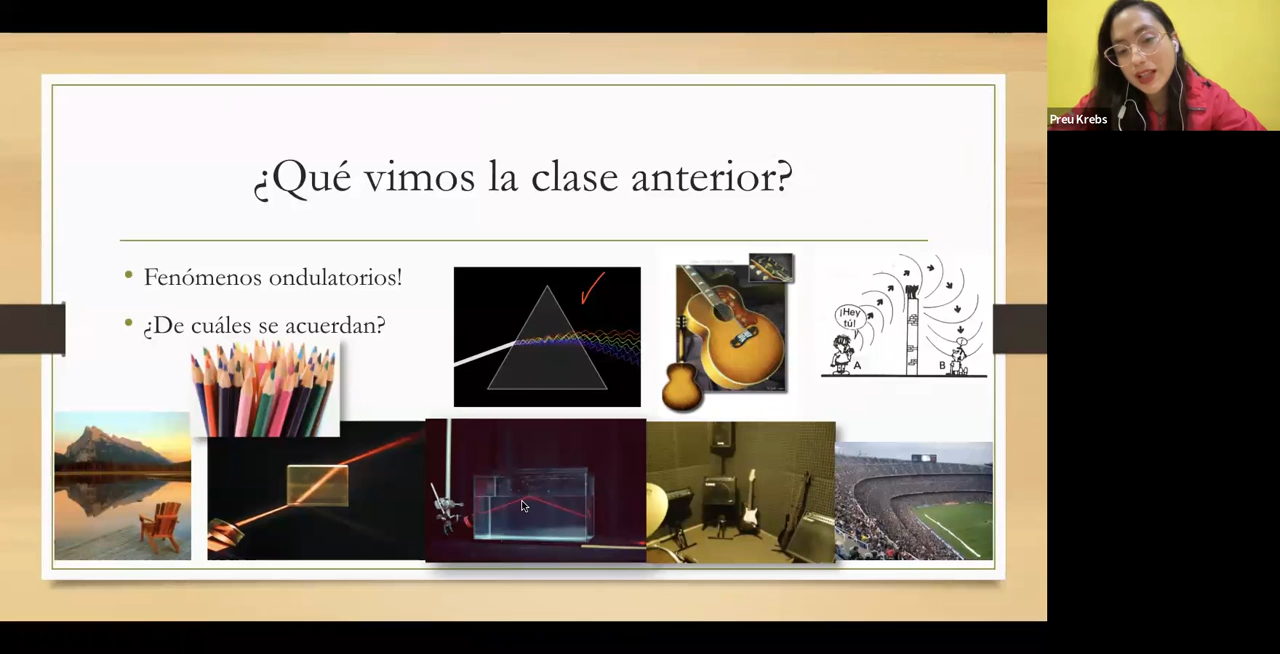 ¿Qué vimos la clase anterior?
• Fenómenos ondulatorios!
• ¿De cuáles se acuerdan?
¡Hey
tú!
A
B
Preu Krebs